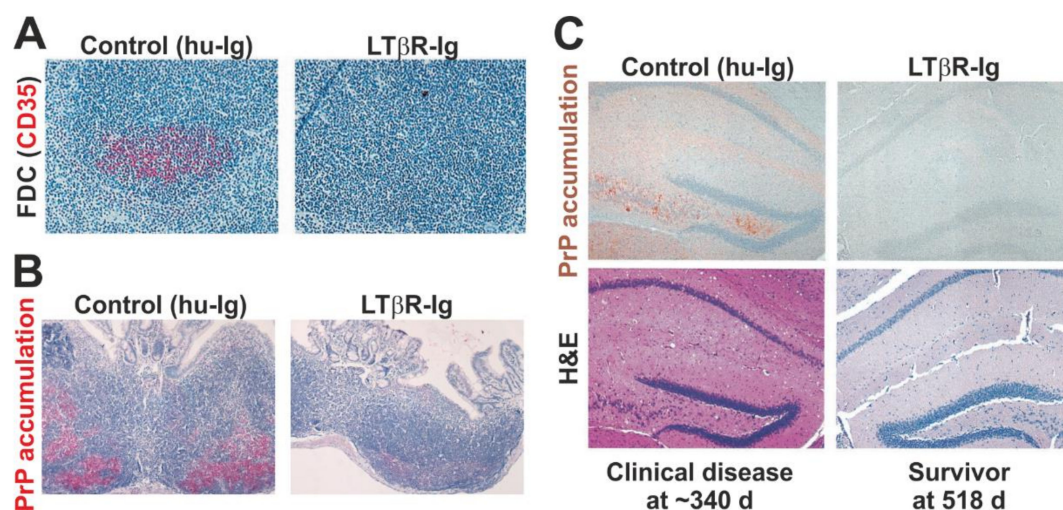 A
Control (hu-Ig)
LTβR-Ig
FDC (CD35)
B
Control (hu-Ig)
LTβR-Ig
PrP accumulation
C
Control (hu-Ig)
LTβR-Ig
PrP accumulation
H&E
Clinical disease
at ~340 d
Survivor
at 518 d